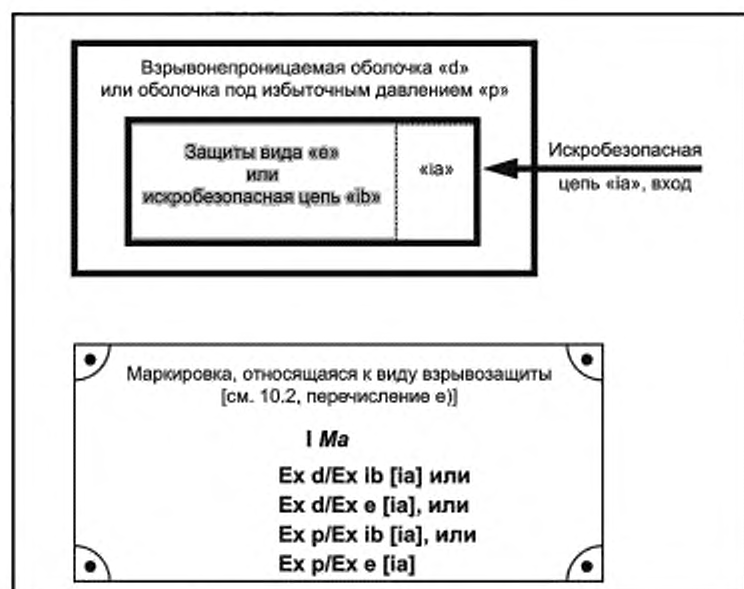 Взрывонепроницаемая оболочка «d»
или оболочка под избыточным давлением «р»
Защиты вида «е»
или
искробезопасная цепь «ib»
«ia»
Искробезопасная
цепь «ia», вход
Маркировка, относящаяся к виду взрывозащиты
[см. 10.2, перечисление е)]
I Ma
Ex d/Ex ib [ia] или
Ex d/Ex e [ia], или
Ex p/Ex ib [ia], или
Ex p/Ex e [ia]